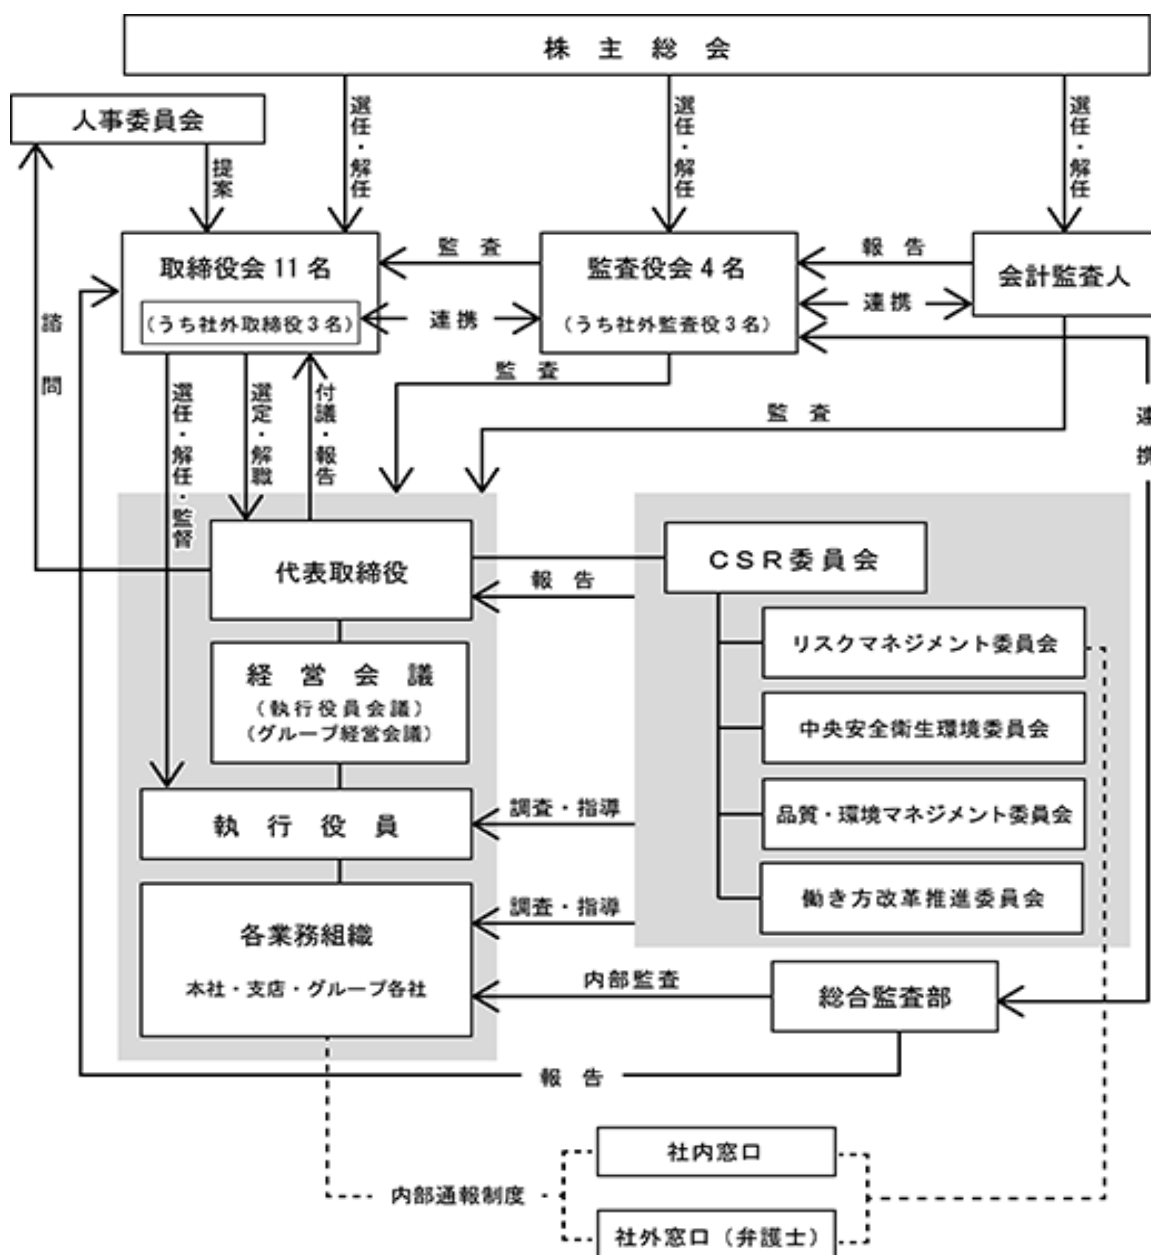 株主総会
人事委員会
選任・解任
選任・解任
選任・解任
提案
取締役会11名
(うち社外取締役3名)
監査
連携
監査役会4名
(うち社外監査役3名)
報告
連携
会計監査人
諮問
選任・解任・監督
選定・解職
付議・報告
監査
監査
連携
代表取締役
報告
CSR委員会
経営会議
(執行役員会議)
(グループ経営会議)
リスクマネジメント委員会
中央安全衛生環境委員会
執行役員
調査・指導
品質・環境マネジメント委員会
各業務組織
本社・支店・グループ各社
調査・指導
働き方改革推進委員会
内部監査
総合監査部
報告
内部通報制度
社内窓口
社外窓口(弁護士)